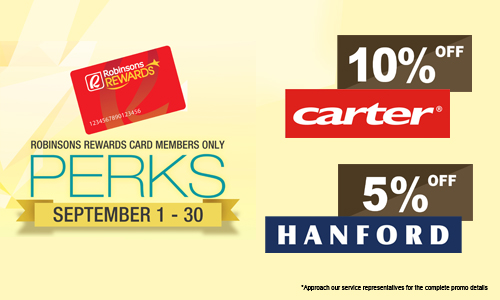 Robinsons
REWARDS
1234567890123456
ROBINSONS REWARDS CARD MEMBERS ONLY
PERKS
SEPTEMBER 1 - 30
10% OFF
carter®
5% OFF
HANFORD
*Approach our service representatives for the complete promo details